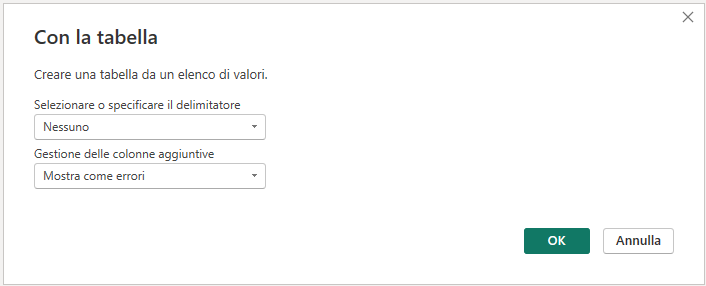 Con la tabella
Creare una tabella da un elenco di valori.
Selezionare o specificare il delimitatore
Nessuno
Gestione delle colonne aggiuntive
Mostra come errori
OK
Annulla